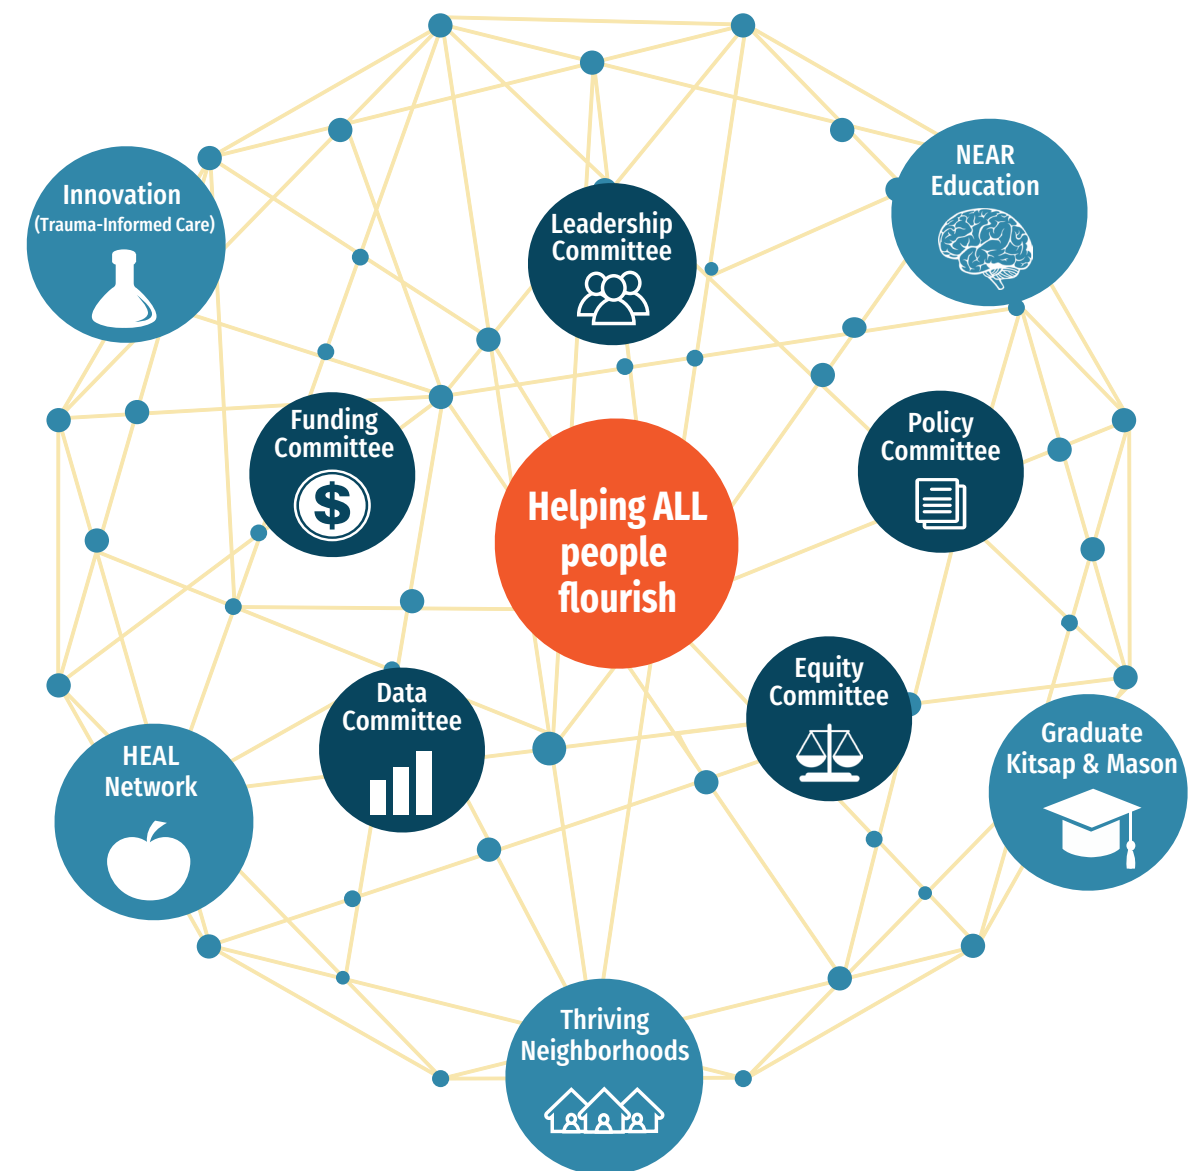 NEAR
Education
Innovation
(Trauma-Informed Care)
Leadership
Committee
Funding
Committee
$
Policy
Committee
Helping ALL
people
flourish
Equity
Committee
Data
Committee
Graduate
Kitsap & Mason
HEAL
Network
Thriving
Neighborhoods